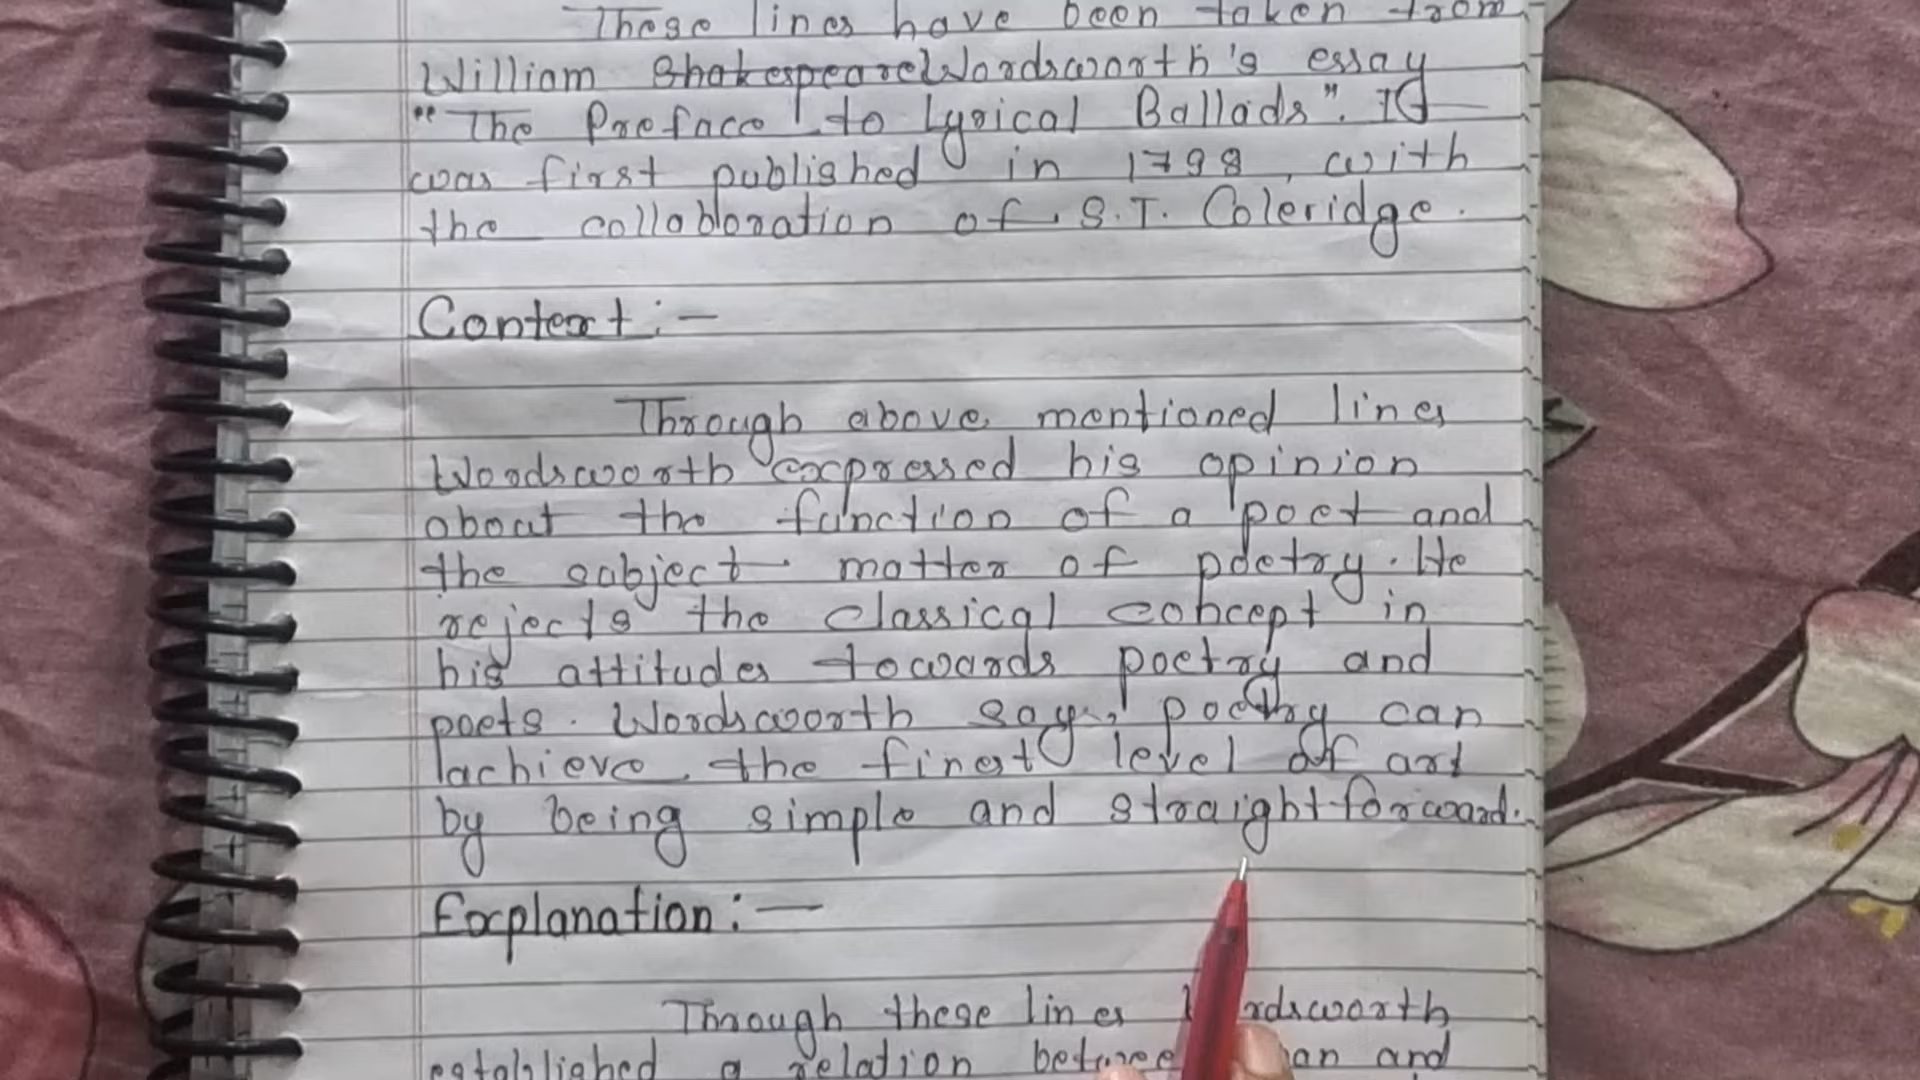 These lines have been taken from
William Shakespeare Wordsworth's essay
"The Preface to Lyrical Ballads". It
was first published in 1798, with
the collabloration of S.T. Coleridge.
Context :-
Through above mentioned lines
Wordsworth expressed his opinion
about the function of a poet and
the subject matter of poetry. He
rejects the classical concept in
his attitudes towards poetry and
poets. Wordsworth says, poetry can
achieve the finest level of art
by being simple and straightforward.
Explanation :-
Through these lines rdsworth
established a relation betwee an and